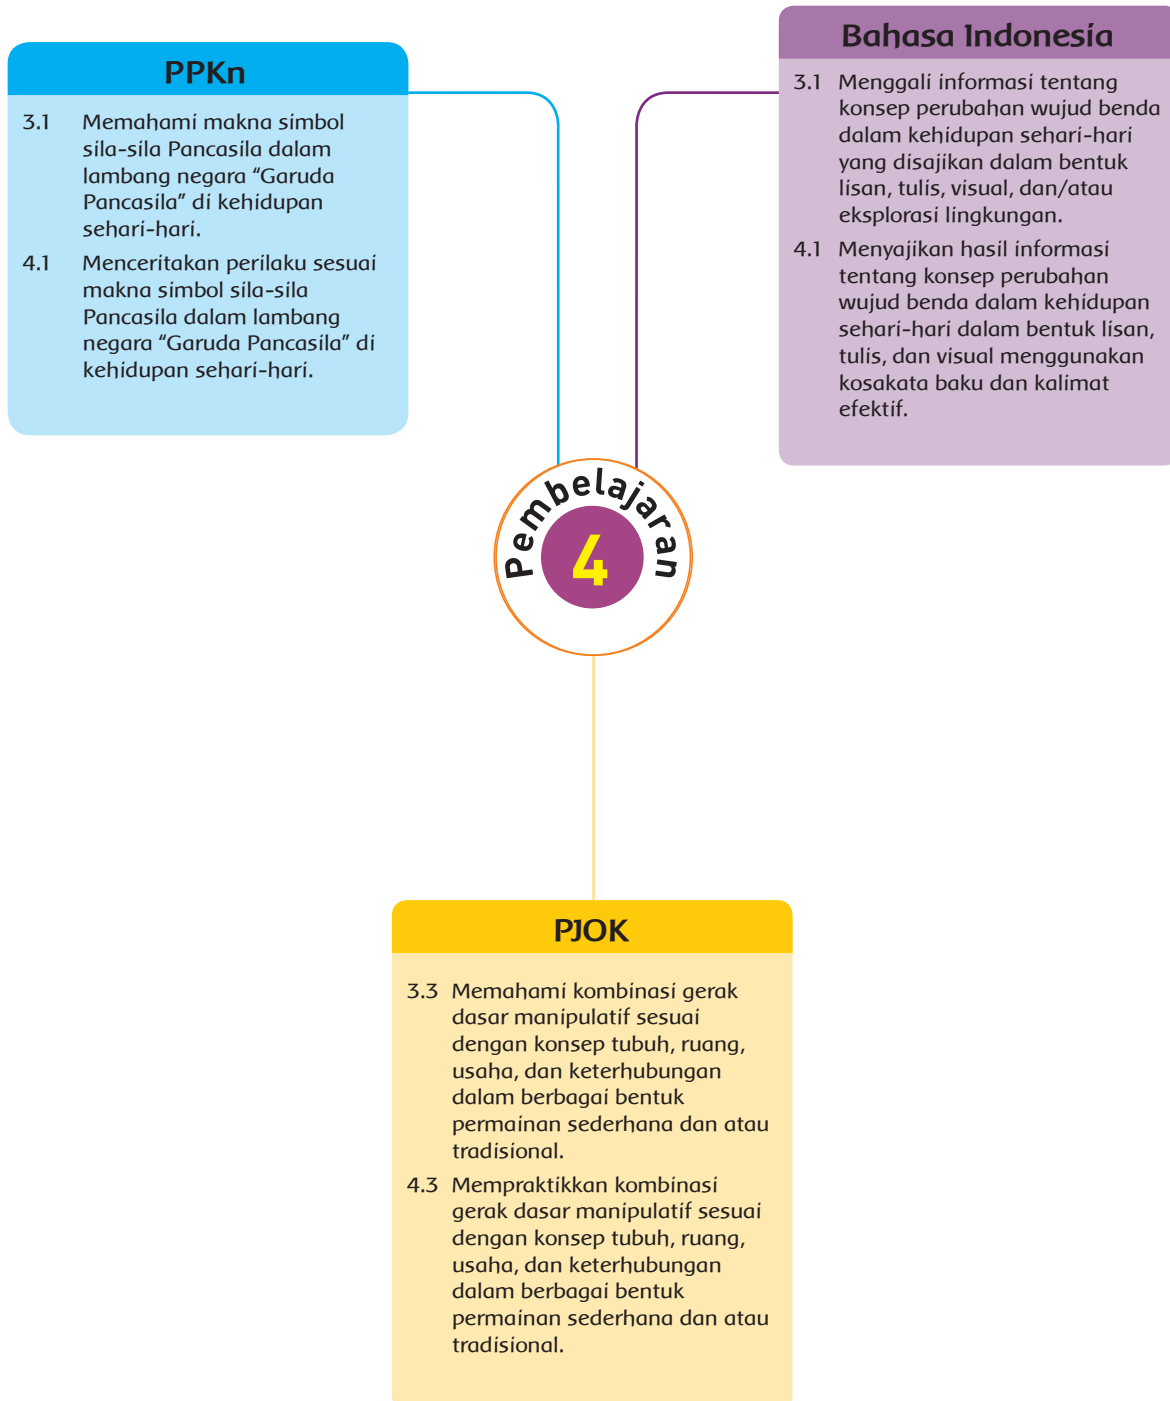 PPKn
3.1 Memahami makna simbol
sila-sila Pancasila dalam
lambang negara “Garuda
Pancasila” di kehidupan
sehari-hari.
4.1 Menceritakan perilaku sesuai
makna simbol sila-sila
Pancasila dalam lambang
negara “Garuda Pancasila” di
kehidupan sehari-hari.
Bahasa Indonesia
3.1 Menggali informasi tentang
konsep perubahan wujud benda
dalam kehidupan sehari-hari
yang disajikan dalam bentuk
lisan, tulis, visual, dan/atau
eksplorasi lingkungan.
4.1 Menyajikan hasil informasi
tentang konsep perubahan
wujud benda dalam kehidupan
sehari-hari dalam bentuk lisan,
tulis, dan visual menggunakan
kosakata baku dan kalimat
efektif.
Pembelajaran
4
PJOK
3.3 Memahami kombinasi gerak
dasar manipulatif sesuai
dengan konsep tubuh, ruang,
usaha, dan keterhubungan
dalam berbagai bentuk
permainan sederhana dan atau
tradisional.
4.3 Mempraktikkan kombinasi
gerak dasar manipulatif sesuai
dengan konsep tubuh, ruang,
usaha, dan keterhubungan
dalam berbagai bentuk
permainan sederhana dan atau
tradisional.